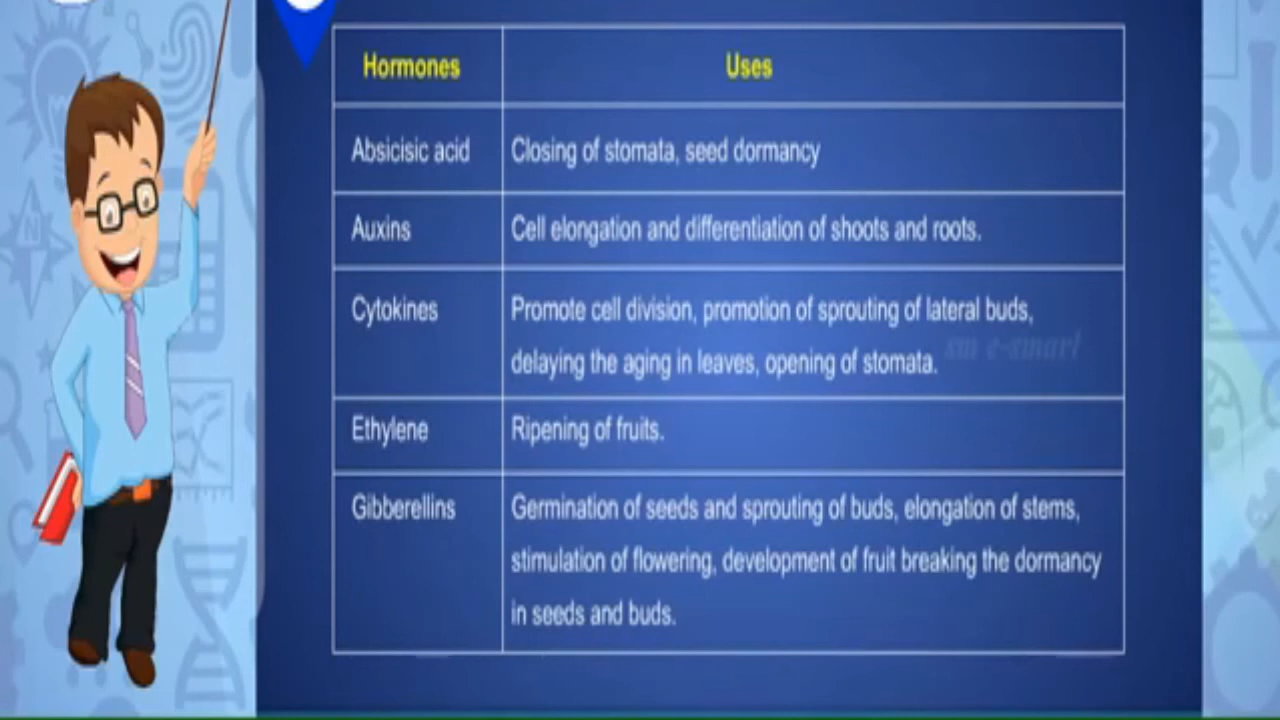 Hormones Uses
Absicisic acid Closing of stomata, seed dormancy
Auxins Cell elongation and differentiation of shoots and roots.
Cytokines Promote cell division, promotion of sprouting of lateral buds,
delaying the aging in leaves, opening of stomata.
sm e-smart
Ethylene Ripening of fruits.
Gibberellins Germination of seeds and sprouting of buds, elongation of stems,
stimulation of flowering, development of fruit breaking the dormancy
in seeds and buds.
N